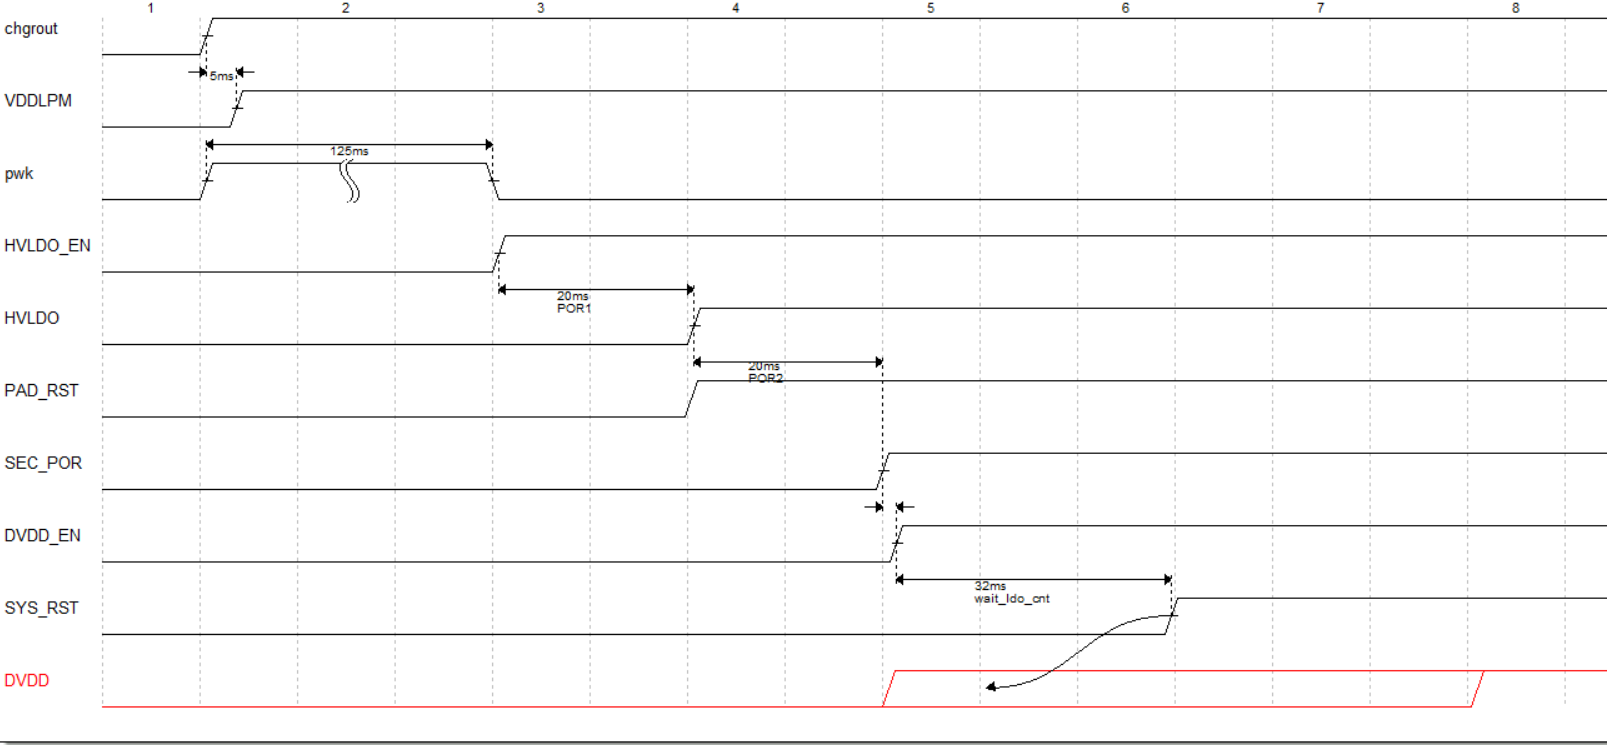 1 2 3 4 5 6 7 8
chgrout
5ms
VDDLPM
125ms
pwk
HVLDO_EN
20ms
POR1
HVLDO
20ms
POR2
PAD_RST
SEC_POR
DVDD_EN
32ms
wait_ldo_cnt
SYS_RST
DVDD